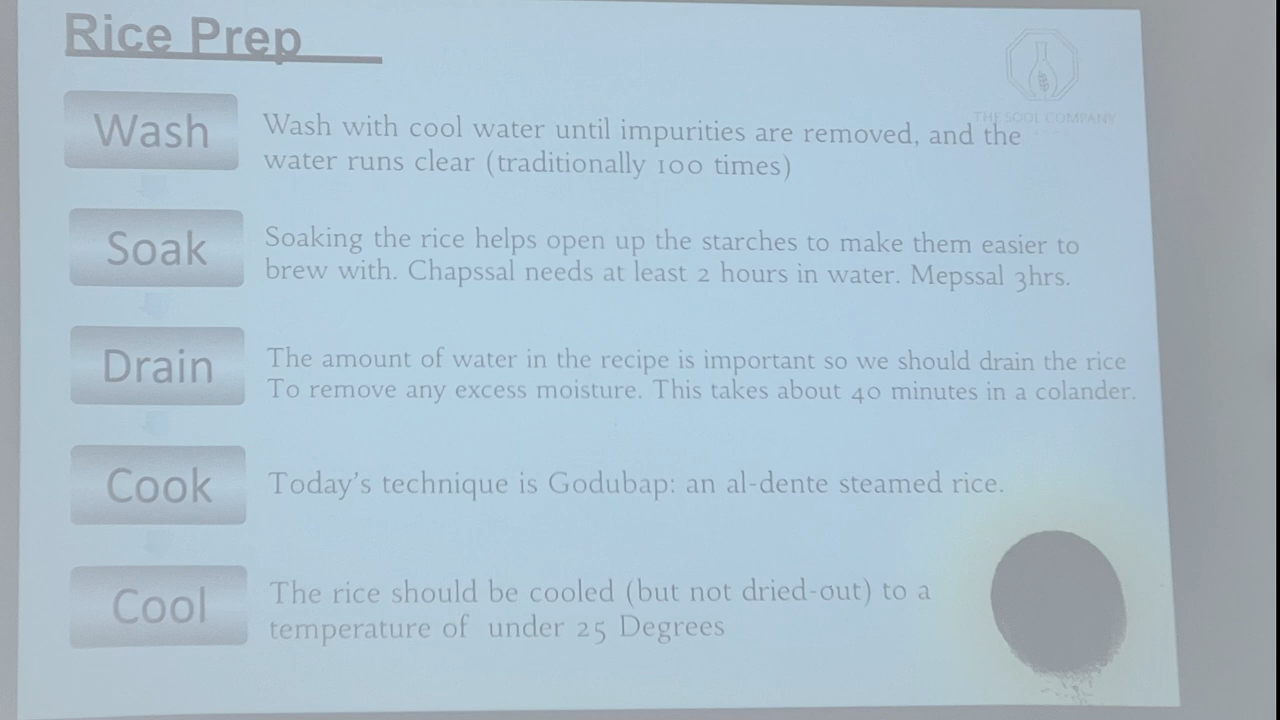 Rice Prep
THE SOOL COMPANY
Wash
Wash with cool water until impurities are removed, and the
water runs clear (traditionally 100 times)
Soak
Soaking the rice helps open up the starches to make them easier to
brew with. Chapssal needs at least 2 hours in water. Mepssal 3hrs.
Drain
The amount of water in the recipe is important so we should drain the rice
To remove any excess moisture. This takes about 40 minutes in a colander.
Cook
Today's technique is Godubap: an al-dente steamed rice.
Cool
The rice should be cooled (but not dried-out) to a
temperature of under 25 Degrees